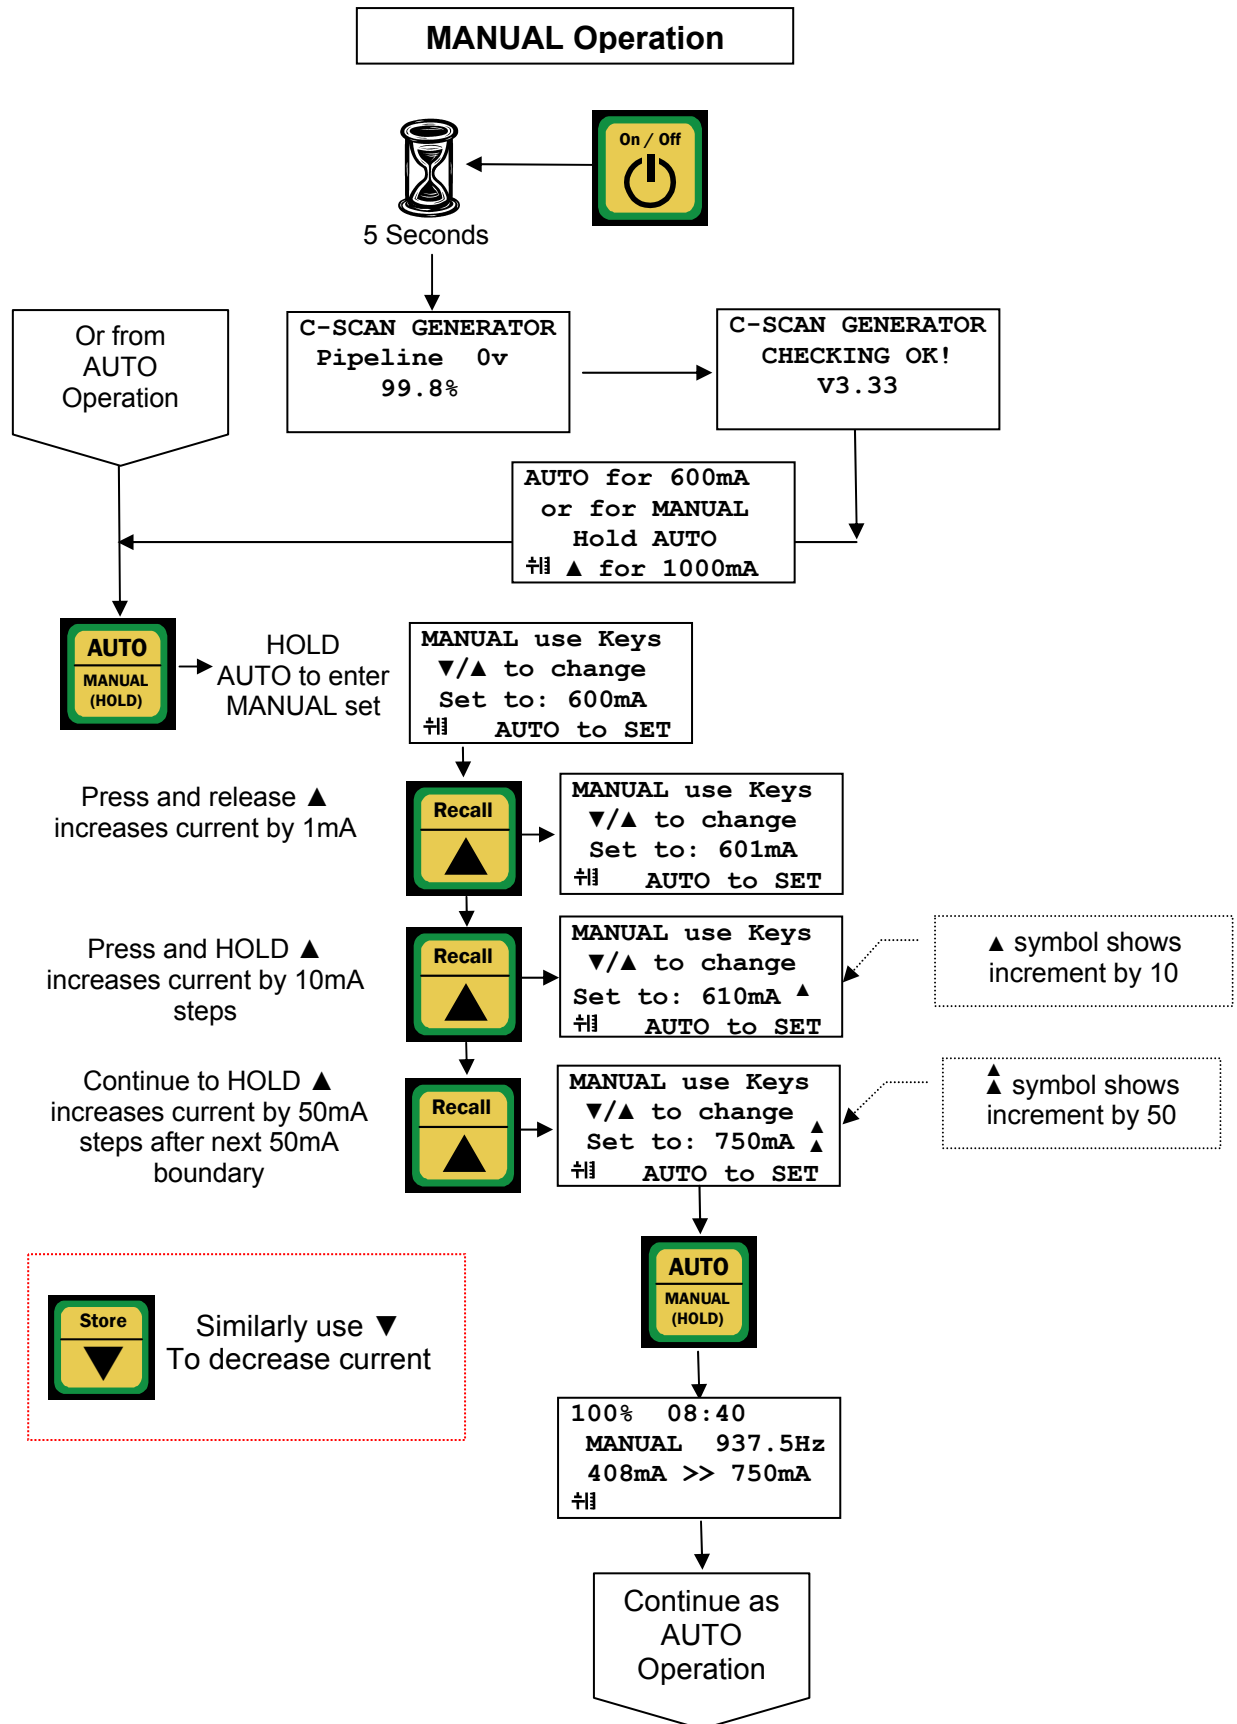 MANUAL Operation
On / Off
5 Seconds
Or from
AUTO
Operation
C-SCAN GENERATOR
Pipeline 0v
99.8%
C-SCAN GENERATOR
CHECKING OK!
V3.33
AUTO for 600mA
or for MANUAL
Hold AUTO
▲ for 1000mA
AUTO
MANUAL
(HOLD)
HOLD
AUTO to enter
MANUAL set
MANUAL use Keys
▼/▲ to change
Set to: 600mA
AUTO to SET
Press and release ▲
increases current by 1mA
Recall
MANUAL use Keys
▼/▲ to change
Set to: 601mA
AUTO to SET
Press and HOLD ▲
increases current by 10mA
steps
Recall
MANUAL use Keys
▼/▲ to change
Set to: 610mA ▲
AUTO to SET
▲ symbol shows
increment by 10
Continue to HOLD ▲
increases current by 50mA
steps after next 50mA
boundary
Recall
MANUAL use Keys
▼/▲ to change
Set to: 750mA ▲▲
AUTO to SET
▲▲ symbol shows
increment by 50
AUTO
MANUAL
(HOLD)
Store
Similarly use ▼
To decrease current
100% 08:40
MANUAL 937.5Hz
408mA >> 750mA
Continue as
AUTO
Operation